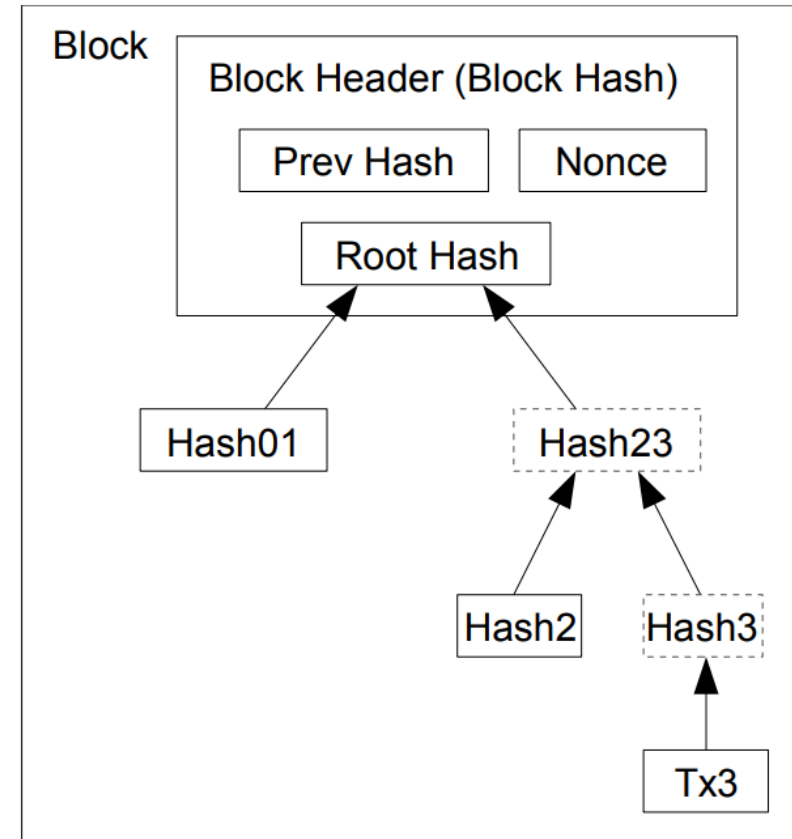 Block
Block Header (Block Hash)
Prev Hash
Nonce
Root Hash
Hash01
Hash23
Hash2
Hash3
Tx3